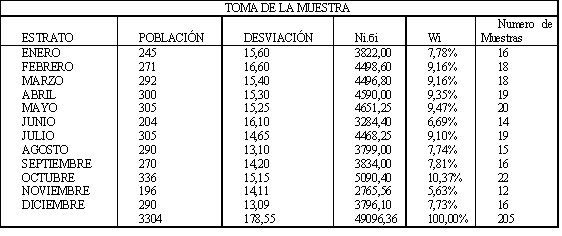 TOMA DE LA MUESTRA
ESTRATO POBLACIÓN DESVIACIÓN Ni.6i Wi Numero de Muestras
ENERO 245 15,60 3822,00 7,78% 16
FEBRERO 271 16,60 4498,60 9,16% 18
MARZO 292 15,40 4496,80 9,16% 18
ABRIL 300 15,30 4590,00 9,35% 19
MAYO 305 15,25 4651,25 9,47% 20
JUNIO 204 16,10 3284,40 6,69% 14
JULIO 305 14,65 4468,25 9,10% 19
AGOSTO 290 13,10 3799,00 7,74% 15
SEPTIEMBRE 270 14,20 3834,00 7,81% 16
OCTUBRE 336 15,15 5090,40 10,37% 22
NOVIEMBRE 196 14,11 2765,56 5,63% 12
DICIEMBRE 290 13,09 3796,10 7,73% 16
3304 178,55 49096,36 100,00% 205